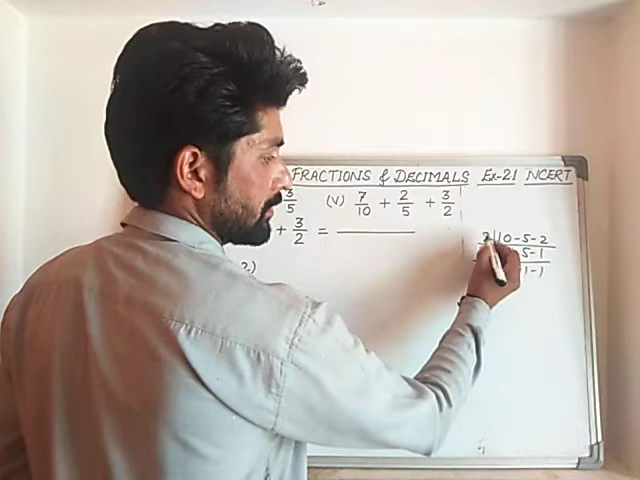 FRACTIONS & DECIMALS Ex-21 NCERT
3/5 (V) 7/10 + 2/5 + 3/2
+ 3/2 =
2 | 10 - 5 - 2
5 - 1
2)
1 - 1